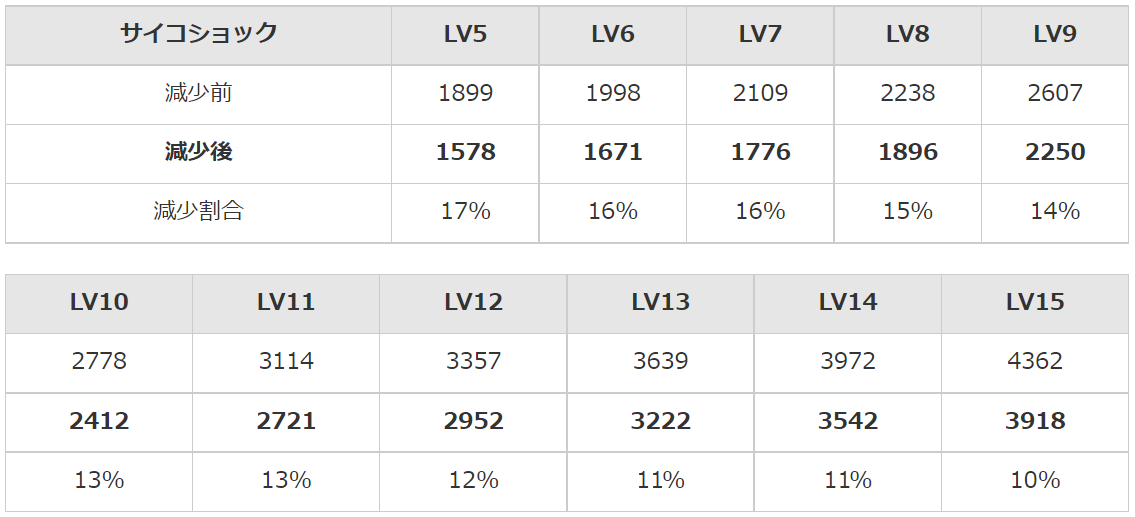 サイコショック LV5 LV6 LV7 LV8 LV9
減少前 1899 1998 2109 2238 2607
減少後 1578 1671 1776 1896 2250
減少割合 17% 16% 16% 15% 14%
LV10 LV11 LV12 LV13 LV14 LV15
2778 3114 3357 3639 3972 4362
2412 2721 2952 3222 3542 3918
13% 13% 12% 11% 11% 10%